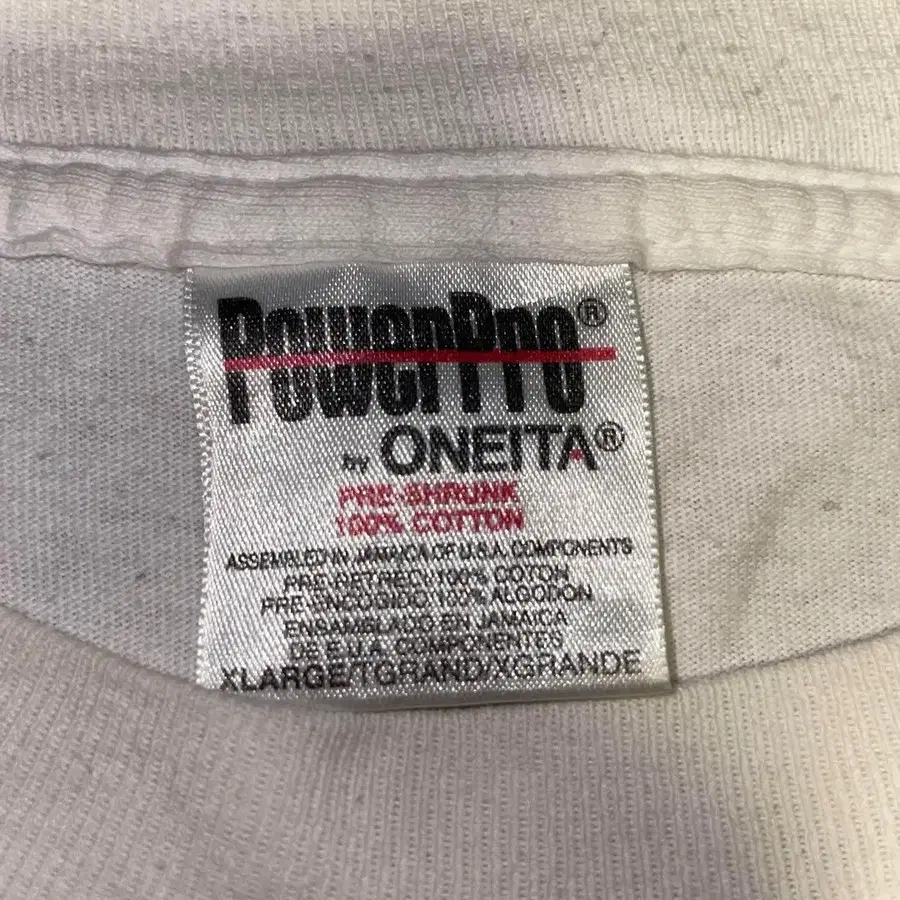 PowerPro®
by ONEITA®
PRE-SHRUNK
100% COTTON
ASSEMBLED IN JAMAICA OF U.S.A. COMPONENTS
PRE-RETRECI/100% COTON
PRE-ENCOGIDO/100% ALGODON
ENSAMBLADO EN JAMAICA
DE E.U.A. COMPONENTES
XLARGE/TGRAND/XGRANDE